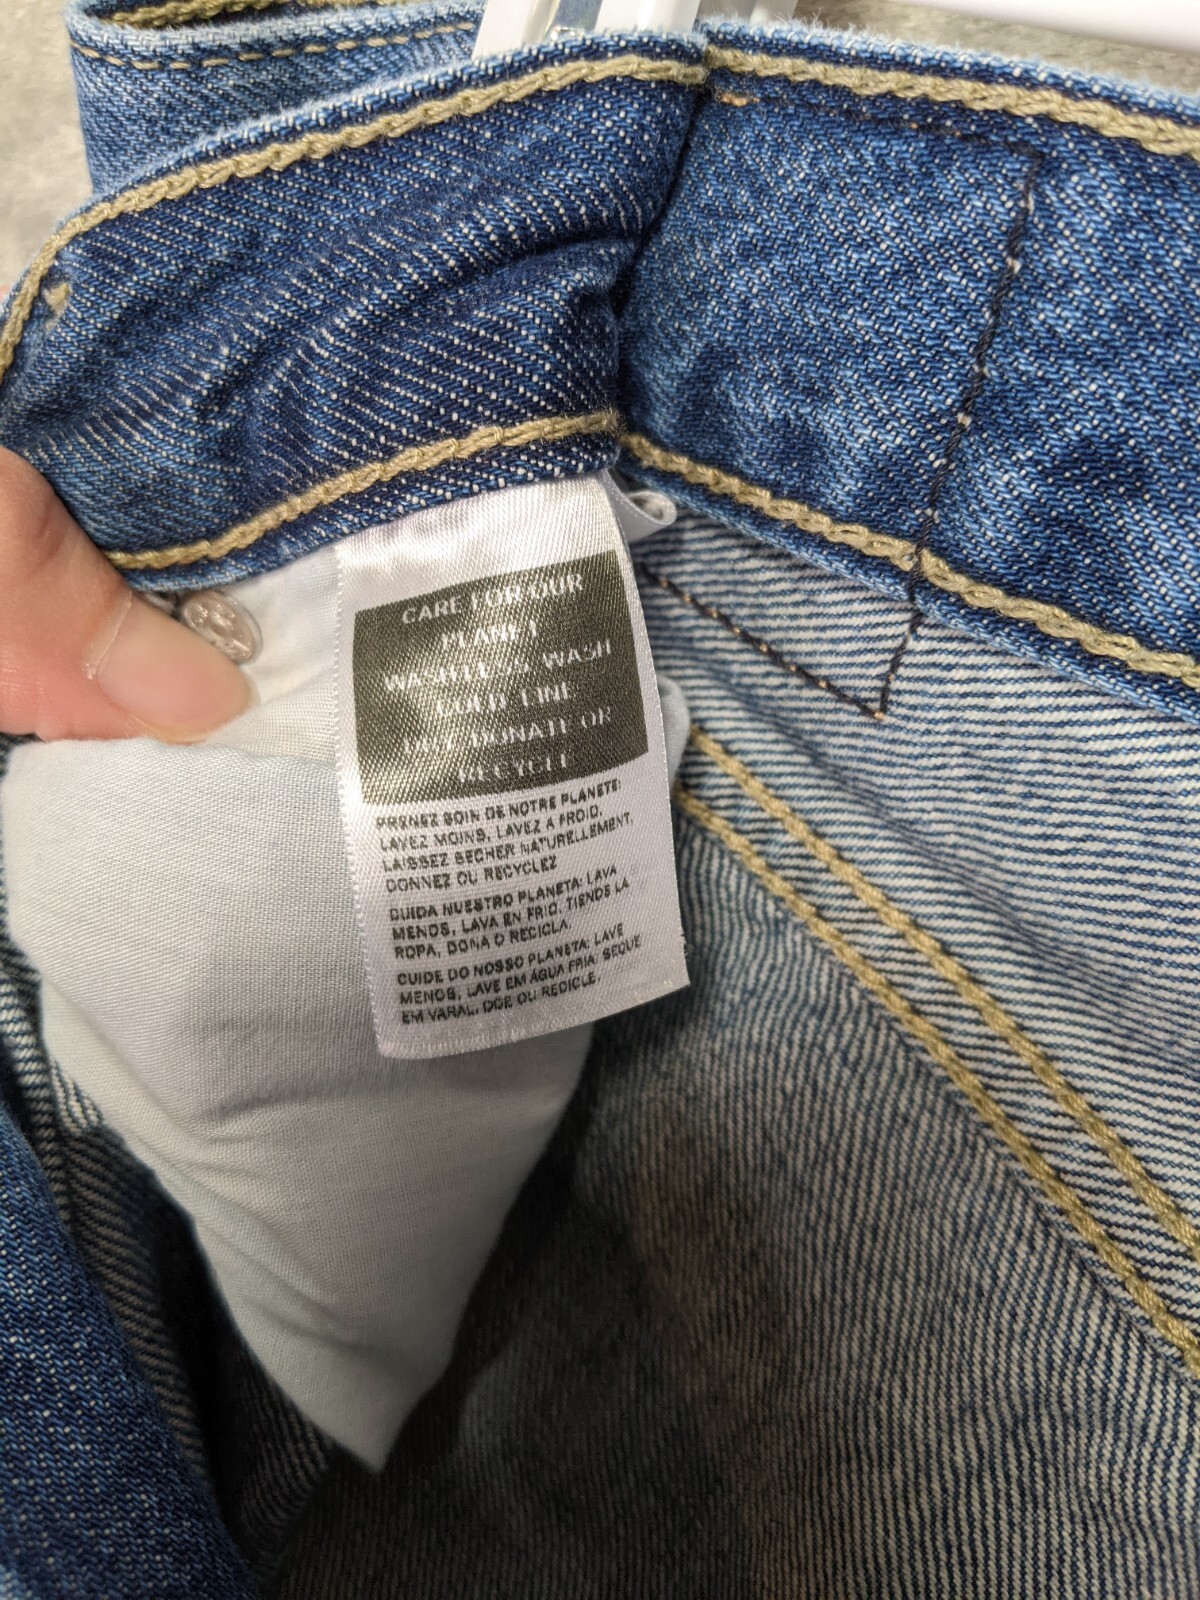 CARE FOR OUR
PLANET
WASH LESS, WASH
COLD, LINE
DRY, DONATE OR
RECYCLE
PRENEZ SOIN DE NOTRE PLANETE:
LAVEZ MOINS, LAVEZ A FROID,
LAISSEZ SECHER NATURELLEMENT,
DONNEZ OU RECYCLEZ
CUIDA NUESTRO PLANETA: LAVA
MENOS, LAVA EN FRIO, TIENDE LA
ROPA, DONA O RECICLA.
CUIDE DO NOSSO PLANETA: LAVE
MENOS, LAVE EM ÁGUA FRIA, SEQUE
EM VARAL, DOE OU RECICLE.